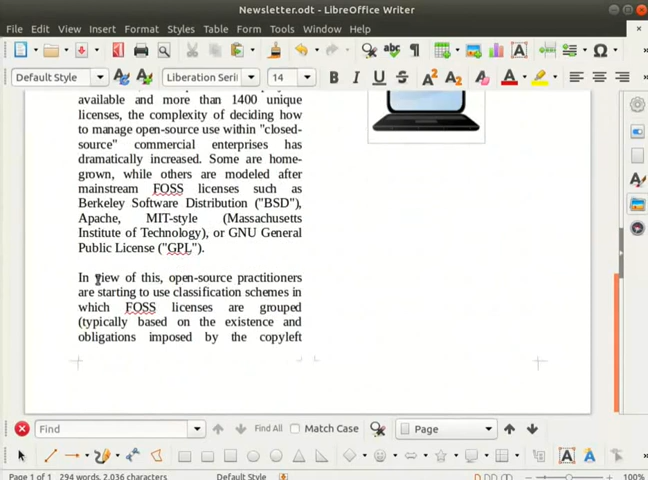 Newsletter.odt - LibreOffice Writer
File Edit View Insert Format Styles Table Form Tools Window Help
Default Style Liberation Seri 14
available and more than 1400 unique
licenses, the complexity of deciding how
to manage open-source use within "closed-
source" commercial enterprises has
dramatically increased. Some are home-
grown, while others are modeled after
mainstream FOSS licenses such as
Berkeley Software Distribution ("BSD"),
Apache, MIT-style (Massachusetts
Institute of Technology), or GNU General
Public License ("GPL").
In view of this, open-source practitioners
are starting to use classification schemes in
which FOSS licenses are grouped
(typically based on the existence and
obligations imposed by the copyleft
Find Find All Match Case Page
Page 1 of 1 294 words, 2,036 characters Default Style 100%